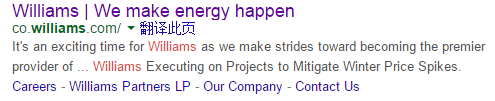 Williams | We make energy happen
co.williams.com/ 翻译此页
It's an exciting time for Williams as we make strides toward becoming the premier
provider of ... Williams Executing on Projects to Mitigate Winter Price Spikes.
Careers - Williams Partners LP - Our Company - Contact Us